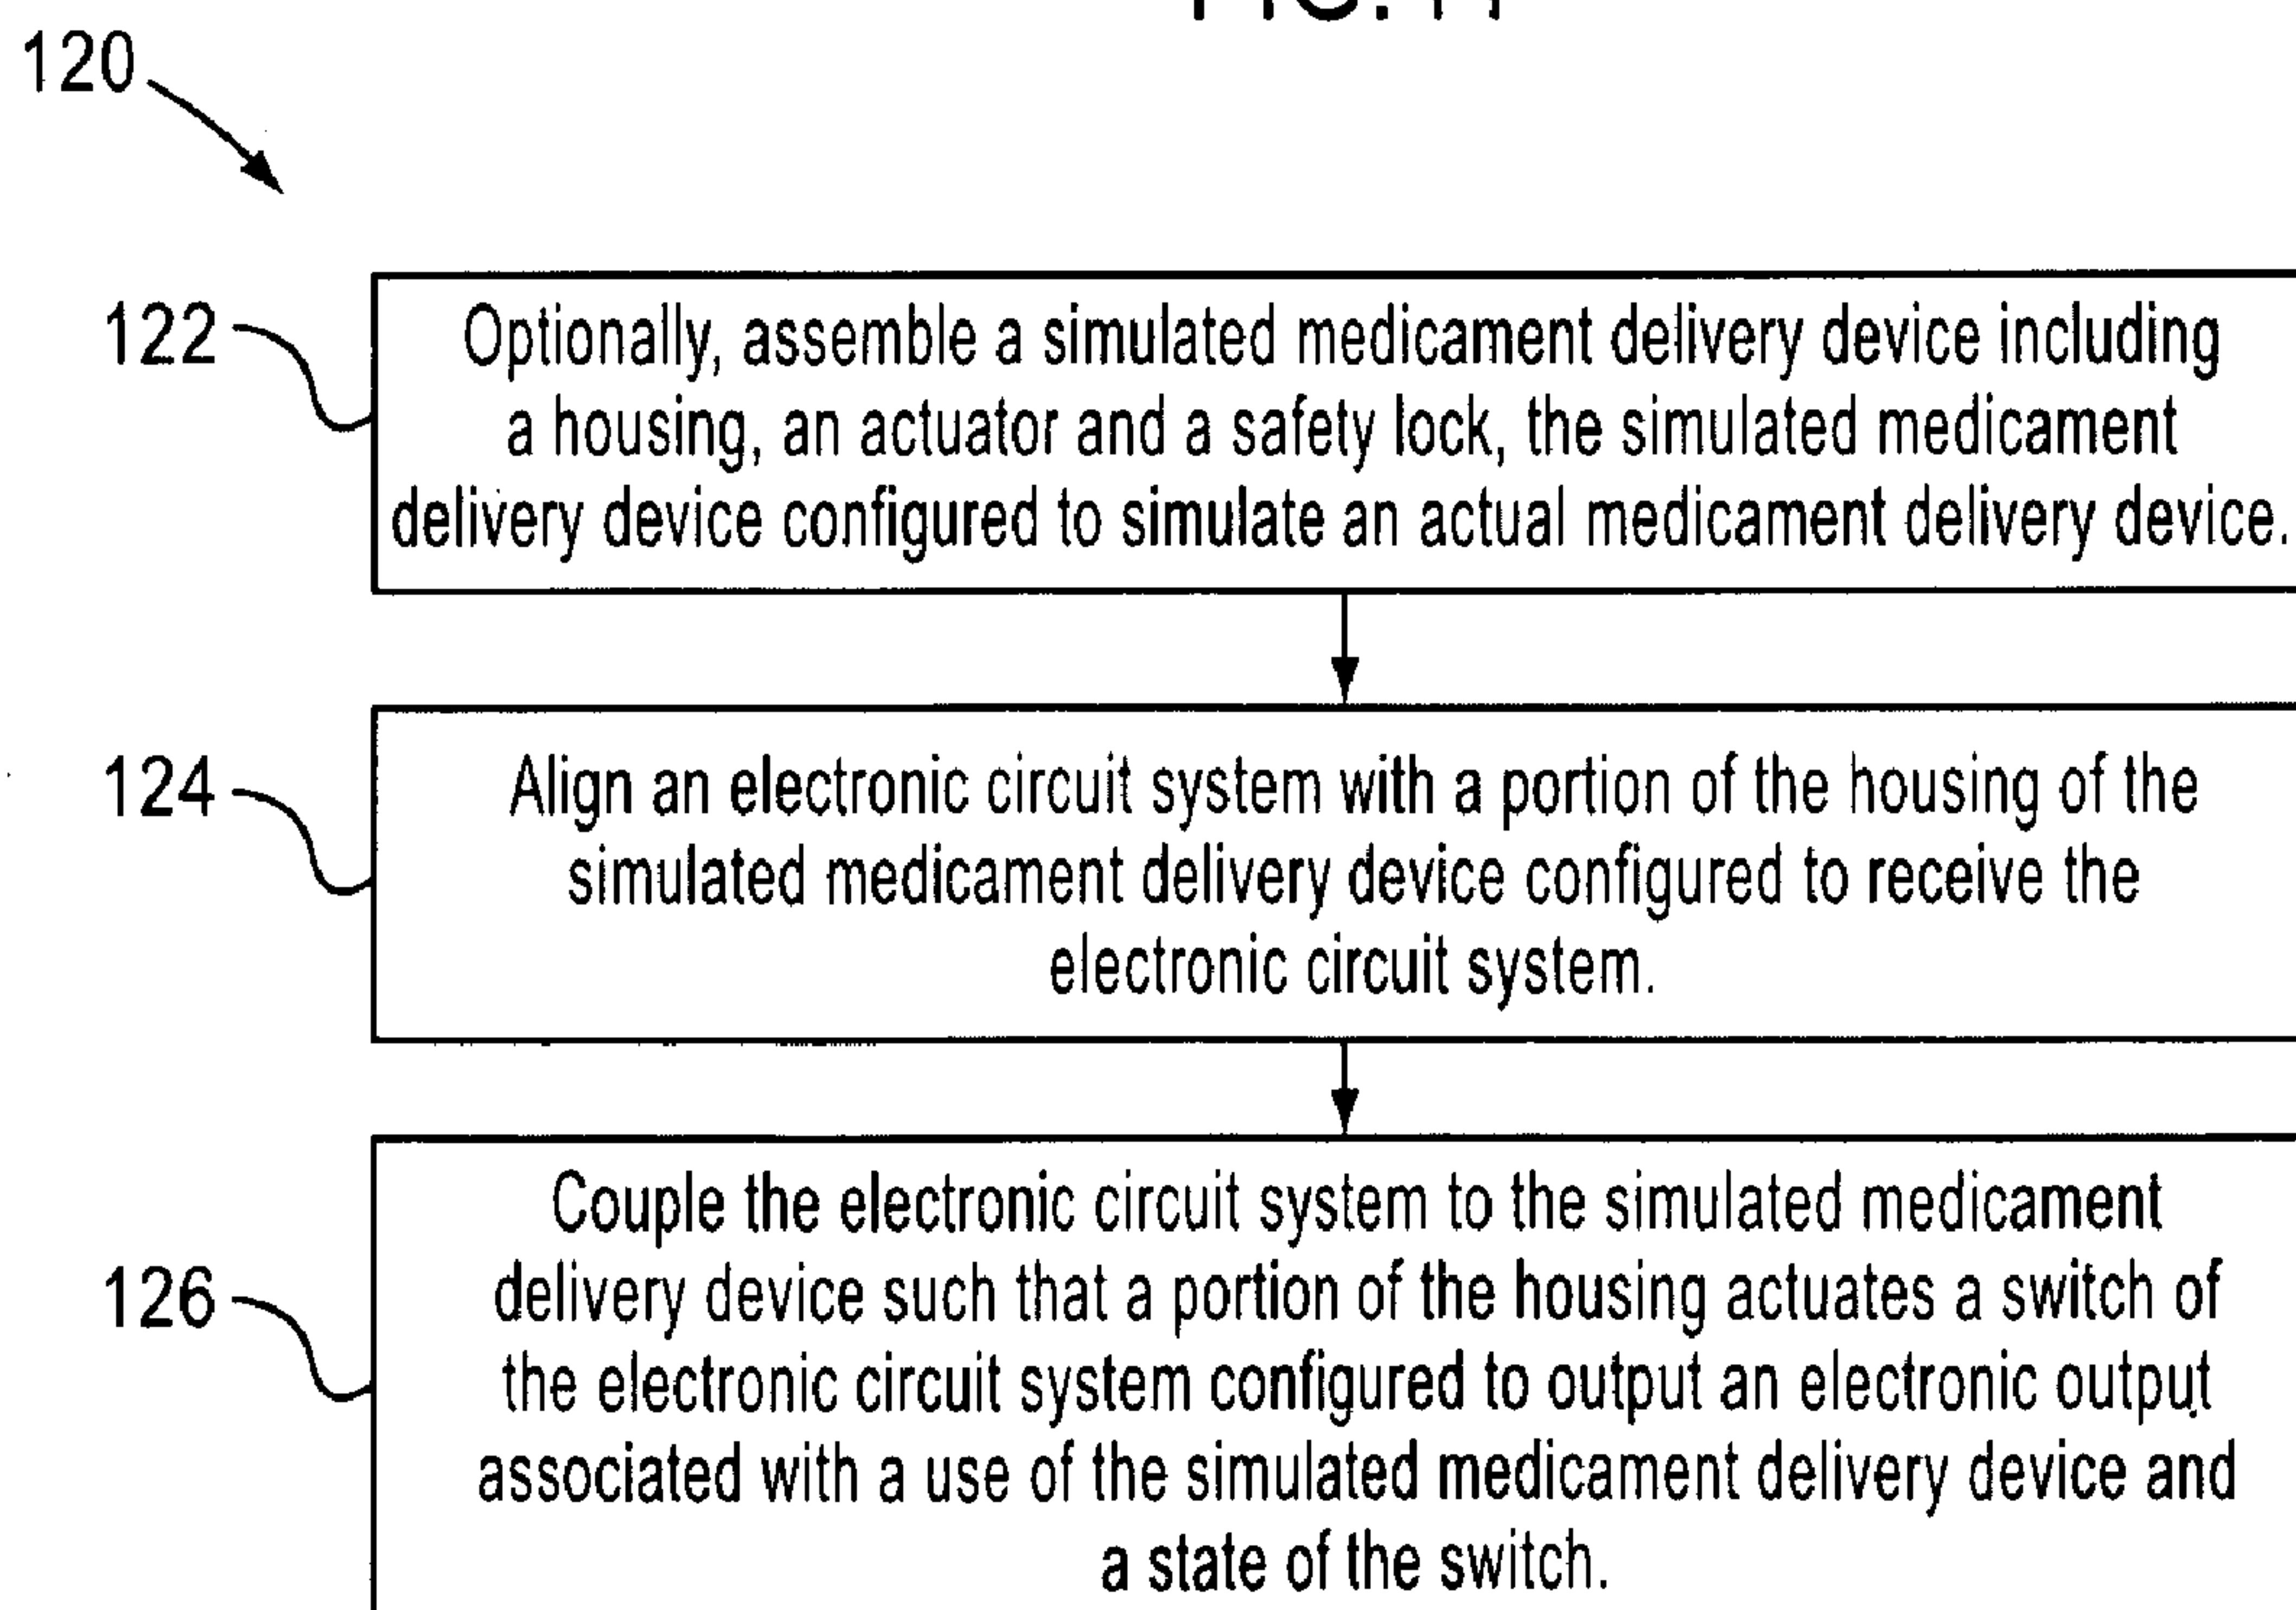 120
122
Optionally, assemble a simulated medicament delivery device including
a housing, an actuator and a safety lock, the simulated medicament
delivery device configured to simulate an actual medicament delivery device.
124
Align an electronic circuit system with a portion of the housing of the
simulated medicament delivery device configured to receive the
electronic circuit system.
126
Couple the electronic circuit system to the simulated medicament
delivery device such that a portion of the housing actuates a switch of
the electronic circuit system configured to output an electronic output
associated with a use of the simulated medicament delivery device and
a state of the switch.